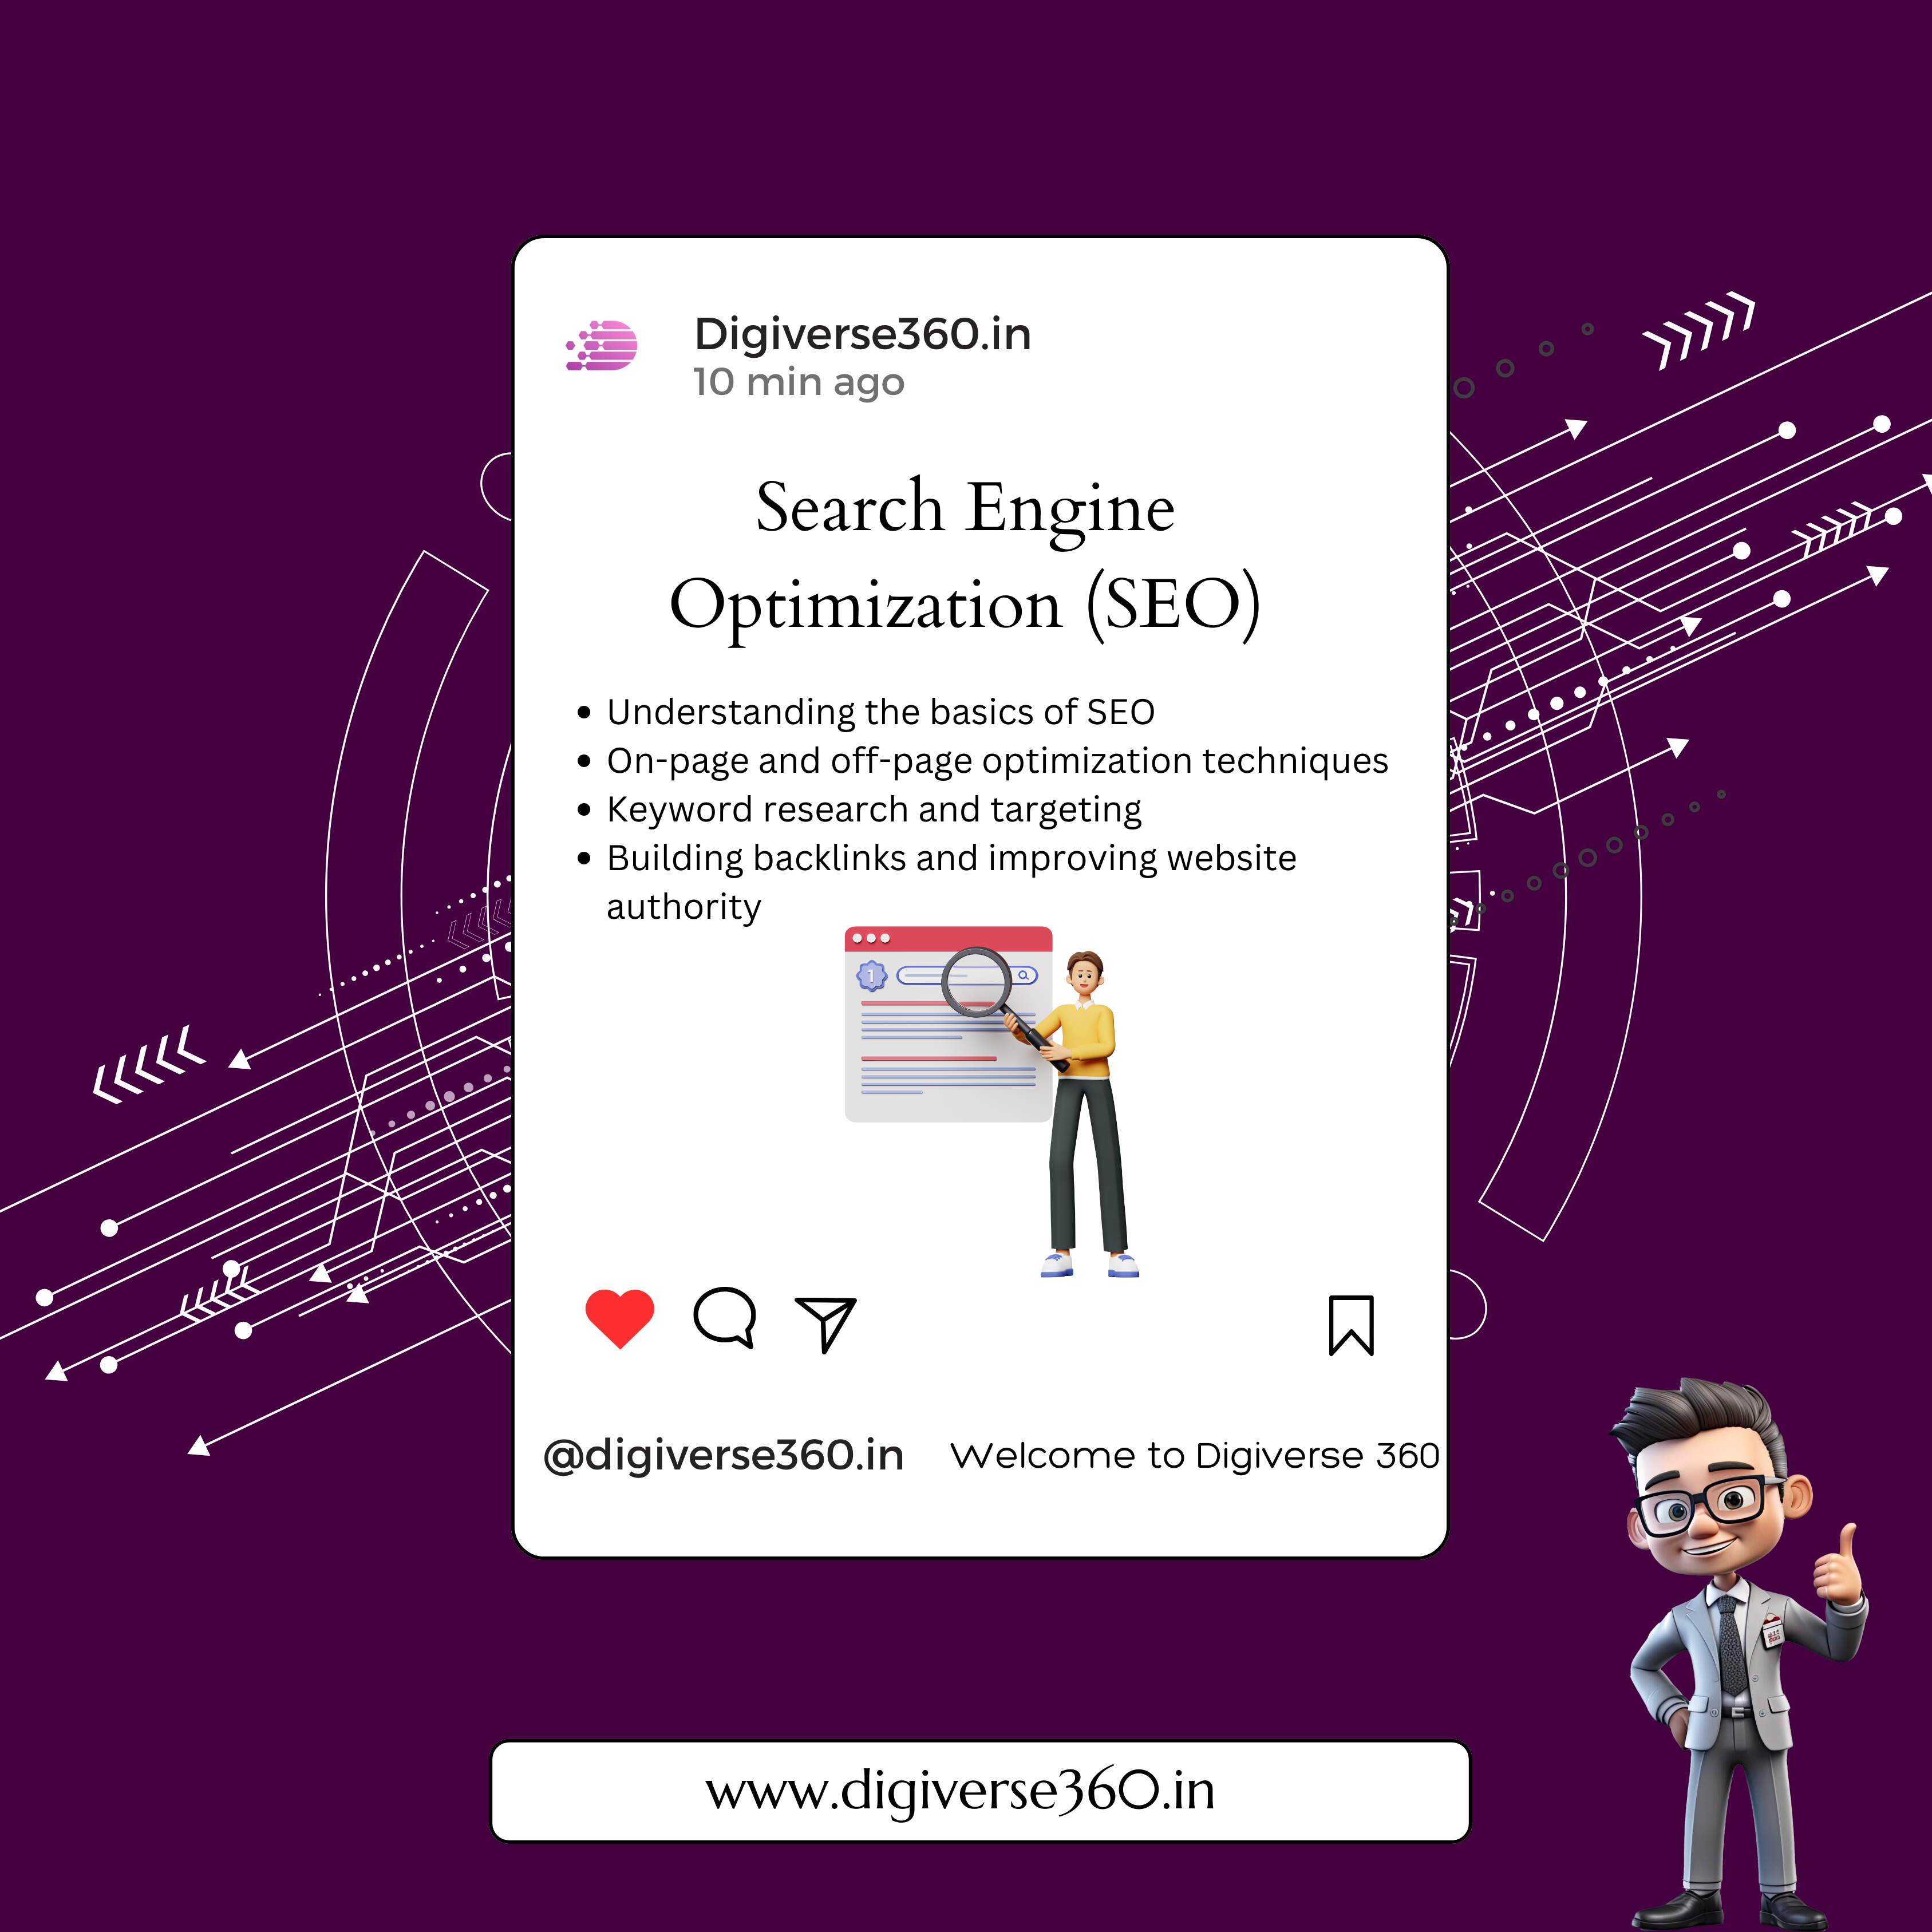 Digiverse360.in
10 min ago
Search Engine
Optimization (SEO)
• Understanding the basics of SEO
• On-page and off-page optimization techniques
• Keyword research and targeting
• Building backlinks and improving website
authority
1
@digiverse360.in
Welcome to Digiverse 360
www.digiverse360.in